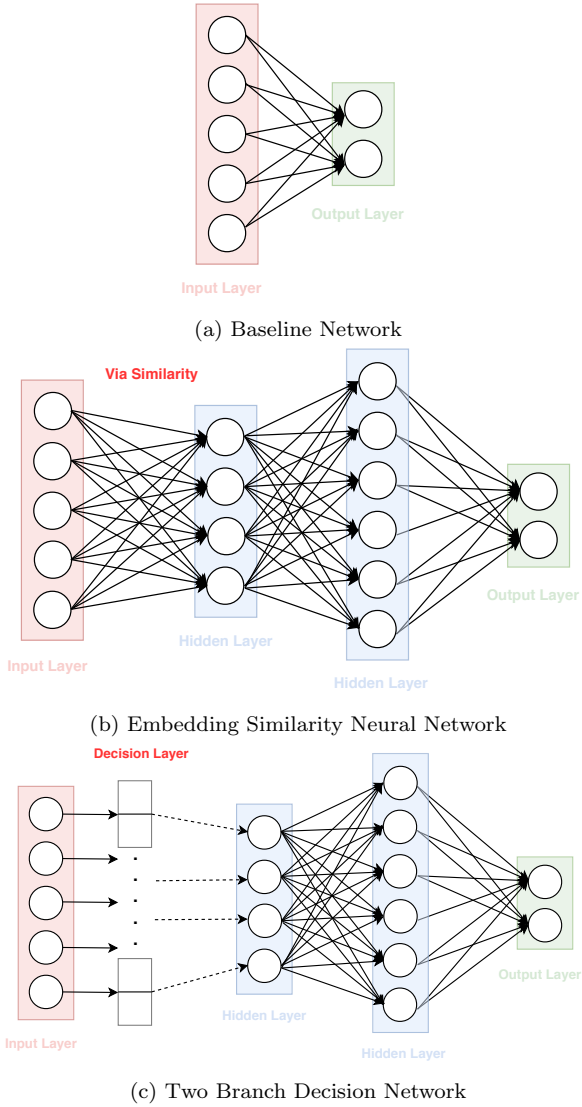 Output Layer
Input Layer
(a) Baseline Network
Via Similarity
Output Layer
Hidden Layer
Input Layer
Hidden Layer
(b) Embedding Similarity Neural Network
Decision Layer
Output Layer
Hidden Layer
Input Layer
Hidden Layer
(c) Two Branch Decision Network